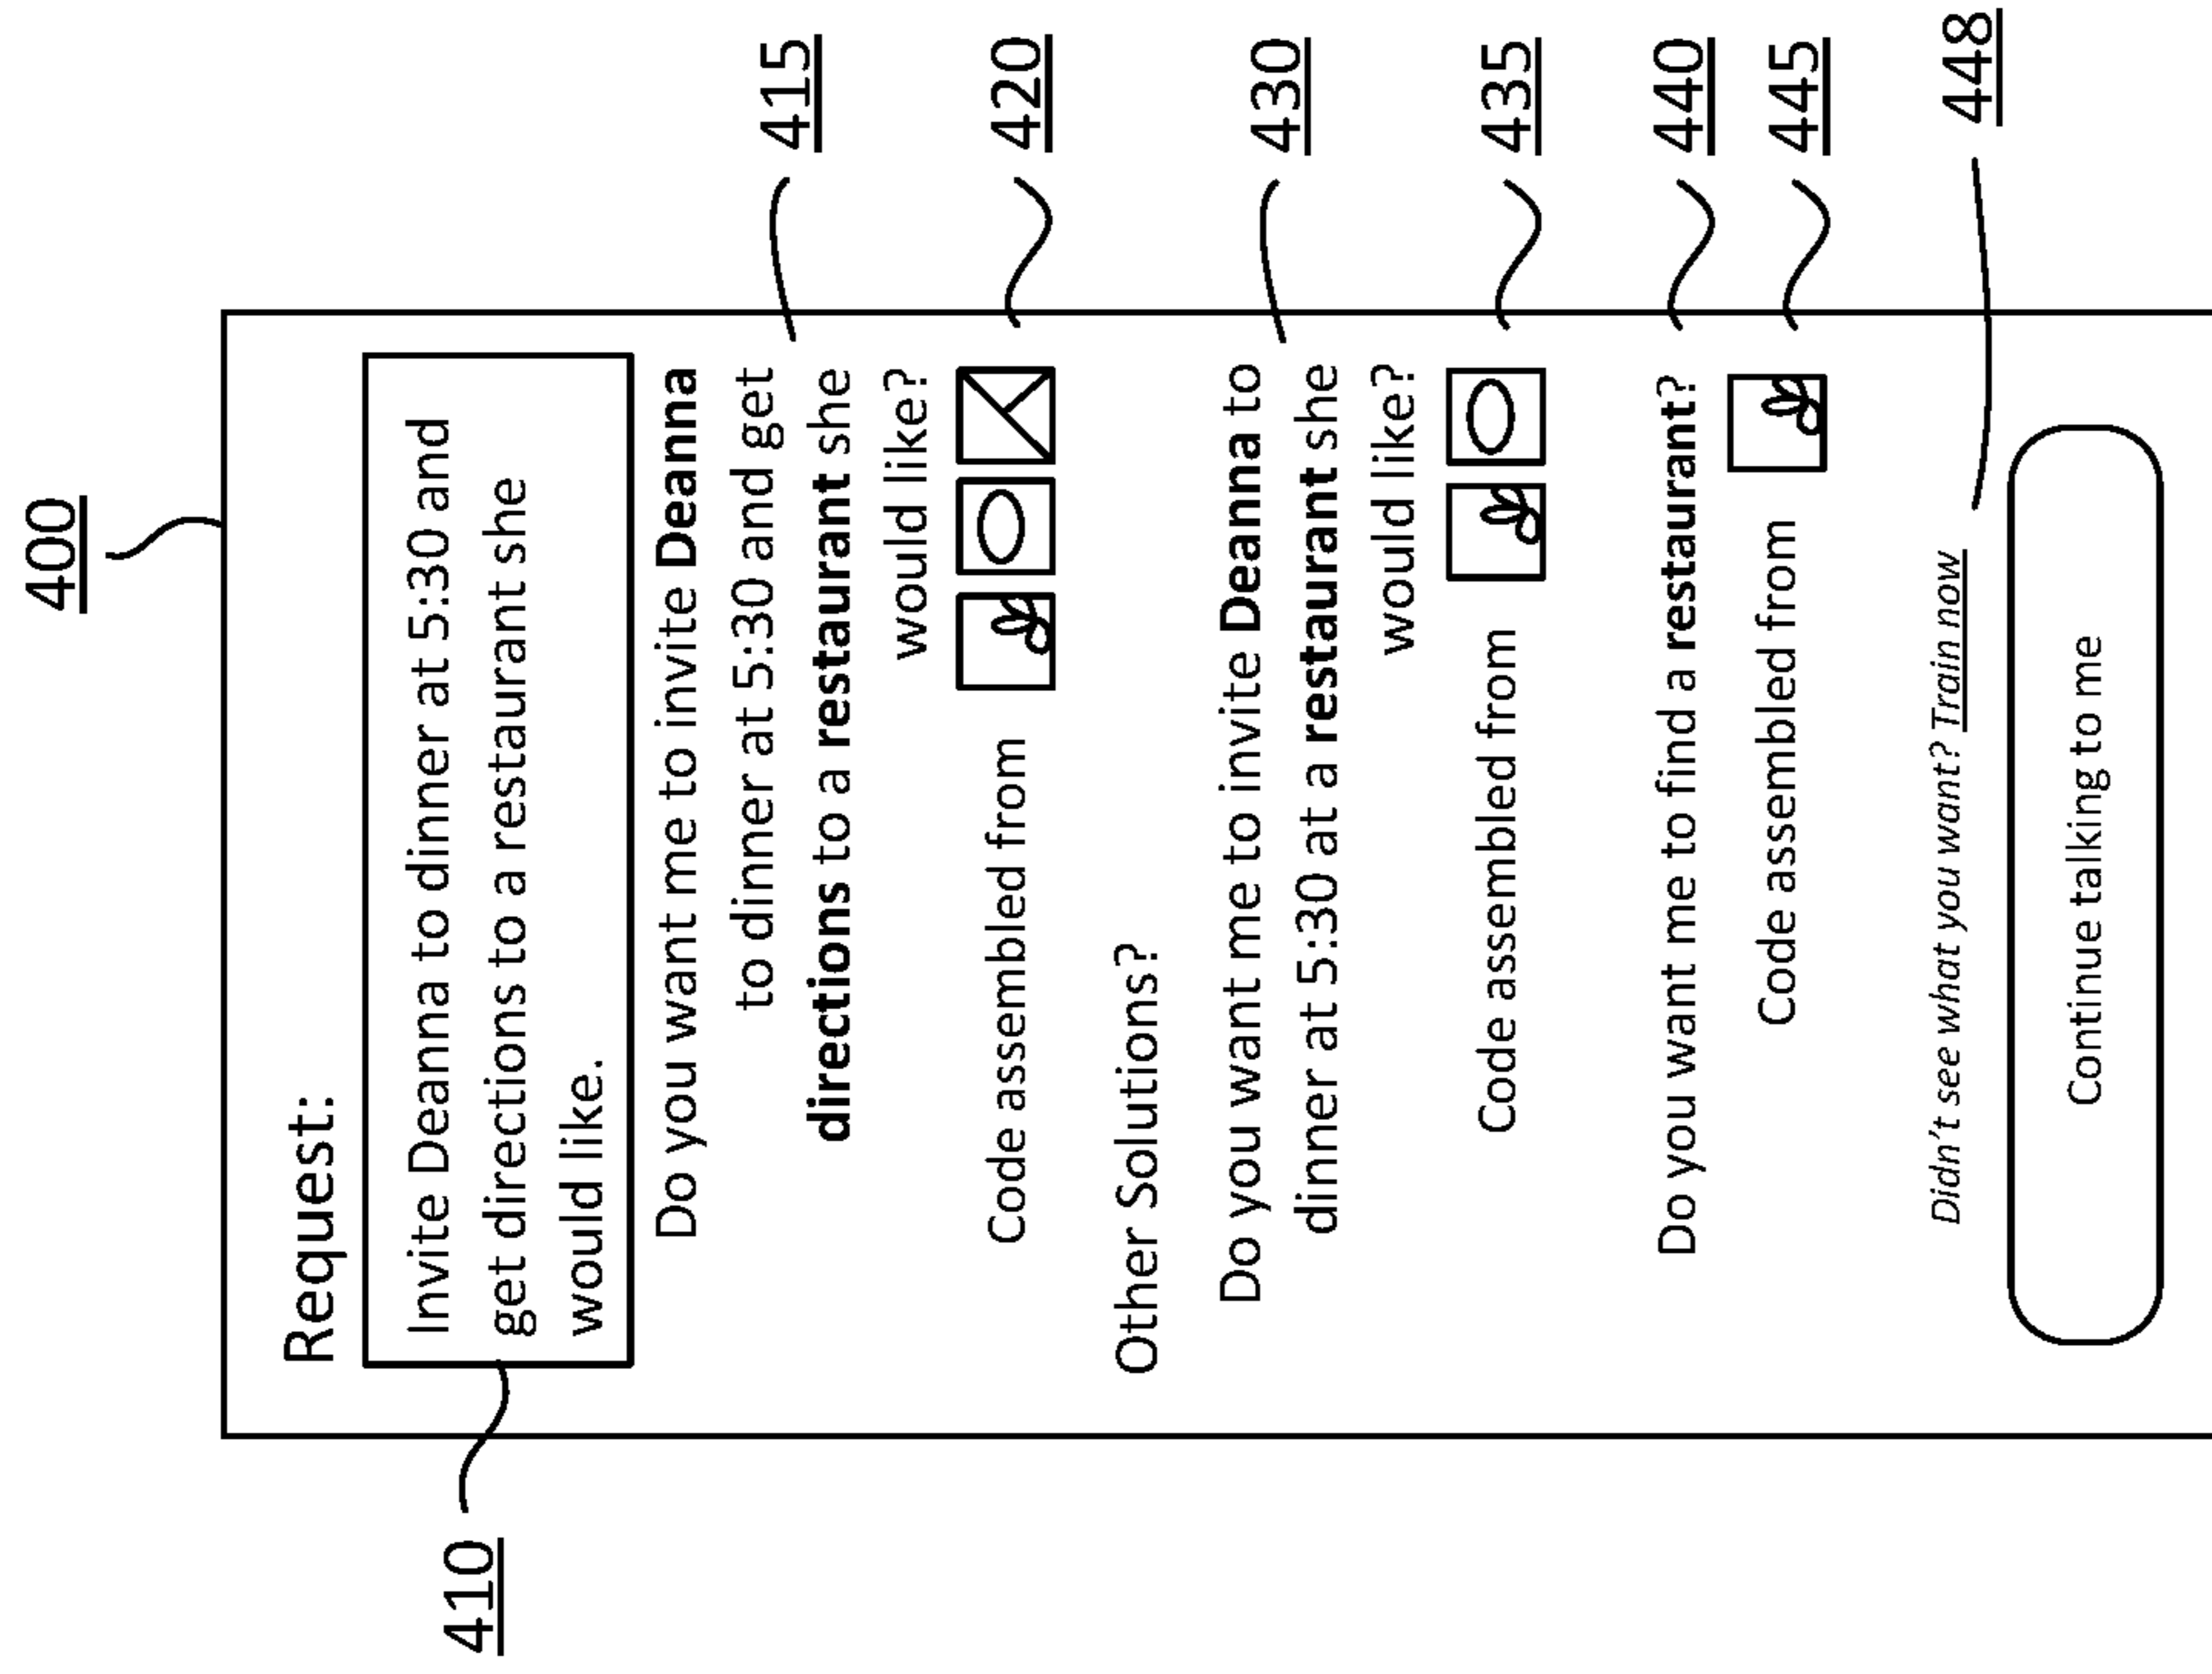 400
Request:
410
Invite Deanna to dinner at 5:30 and
get directions to a restaurant she
would like.
Do you want me to invite Deanna
to dinner at 5:30 and get
directions to a restaurant she
would like?
415
Code assembled from
420
Other Solutions?
Do you want me to invite Deanna to
dinner at 5:30 at a restaurant she
would like?
430
Code assembled from
435
Do you want me to find a restaurant?
440
Code assembled from
445
Didn't see what you want? Train now
448
Continue talking to me